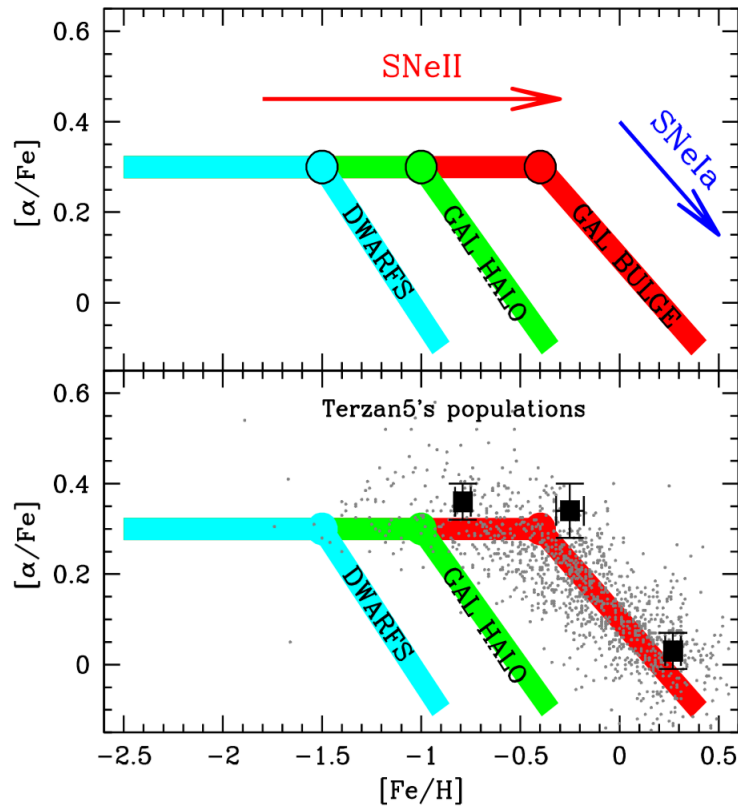 0.6
SNeII
0.4
SNeIa
[α/Fe]
0.2
DWARFS
GAL HALO
GAL BULGE
0
0.6
Terzan5's populations
0.4
[α/Fe]
0.2
DWARFS
GAL HALO
0
-2.5 -2 -1.5 -1 -0.5 0 0.5
[Fe/H]